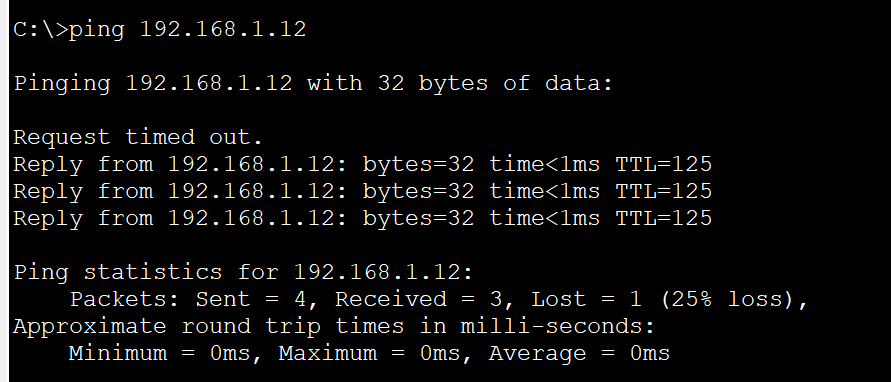 C:\>ping 192.168.1.12
Pinging 192.168.1.12 with 32 bytes of data:
Request timed out.
Reply from 192.168.1.12: bytes=32 time<1ms TTL=125
Reply from 192.168.1.12: bytes=32 time<1ms TTL=125
Reply from 192.168.1.12: bytes=32 time<1ms TTL=125
Ping statistics for 192.168.1.12:
Packets: Sent = 4, Received = 3, Lost = 1 (25% loss),
Approximate round trip times in milli-seconds:
Minimum = 0ms, Maximum = 0ms, Average = 0ms